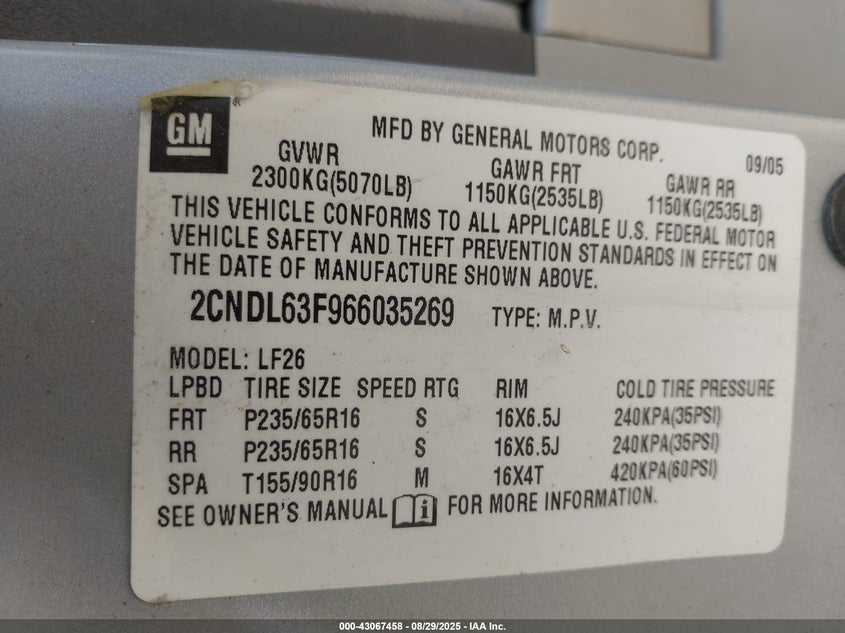 GM
MFD BY GENERAL MOTORS CORP. 09/05
GVWR GAWR FRT GAWR RR
2300KG(5070LB) 1150KG(2535LB) 1150KG(2535LB)
THIS VEHICLE CONFORMS TO ALL APPLICABLE U.S. FEDERAL MOTOR
VEHICLE SAFETY AND THEFT PREVENTION STANDARDS IN EFFECT ON
THE DATE OF MANUFACTURE SHOWN ABOVE.
2CNDL63F966035269 TYPE: M.P.V.
MODEL: LF26
LPBD TIRE SIZE SPEED RTG RIM COLD TIRE PRESSURE
FRT P235/65R16 S 16X6.5J 240KPA(35PSI)
RR P235/65R16 S 16X6.5J 240KPA(35PSI)
SPA T155/90R16 M 16X4T 420KPA(60PSI)
SEE OWNER'S MANUAL i FOR MORE INFORMATION.
000-43067458 - 08/29/2025 - IAA Inc.